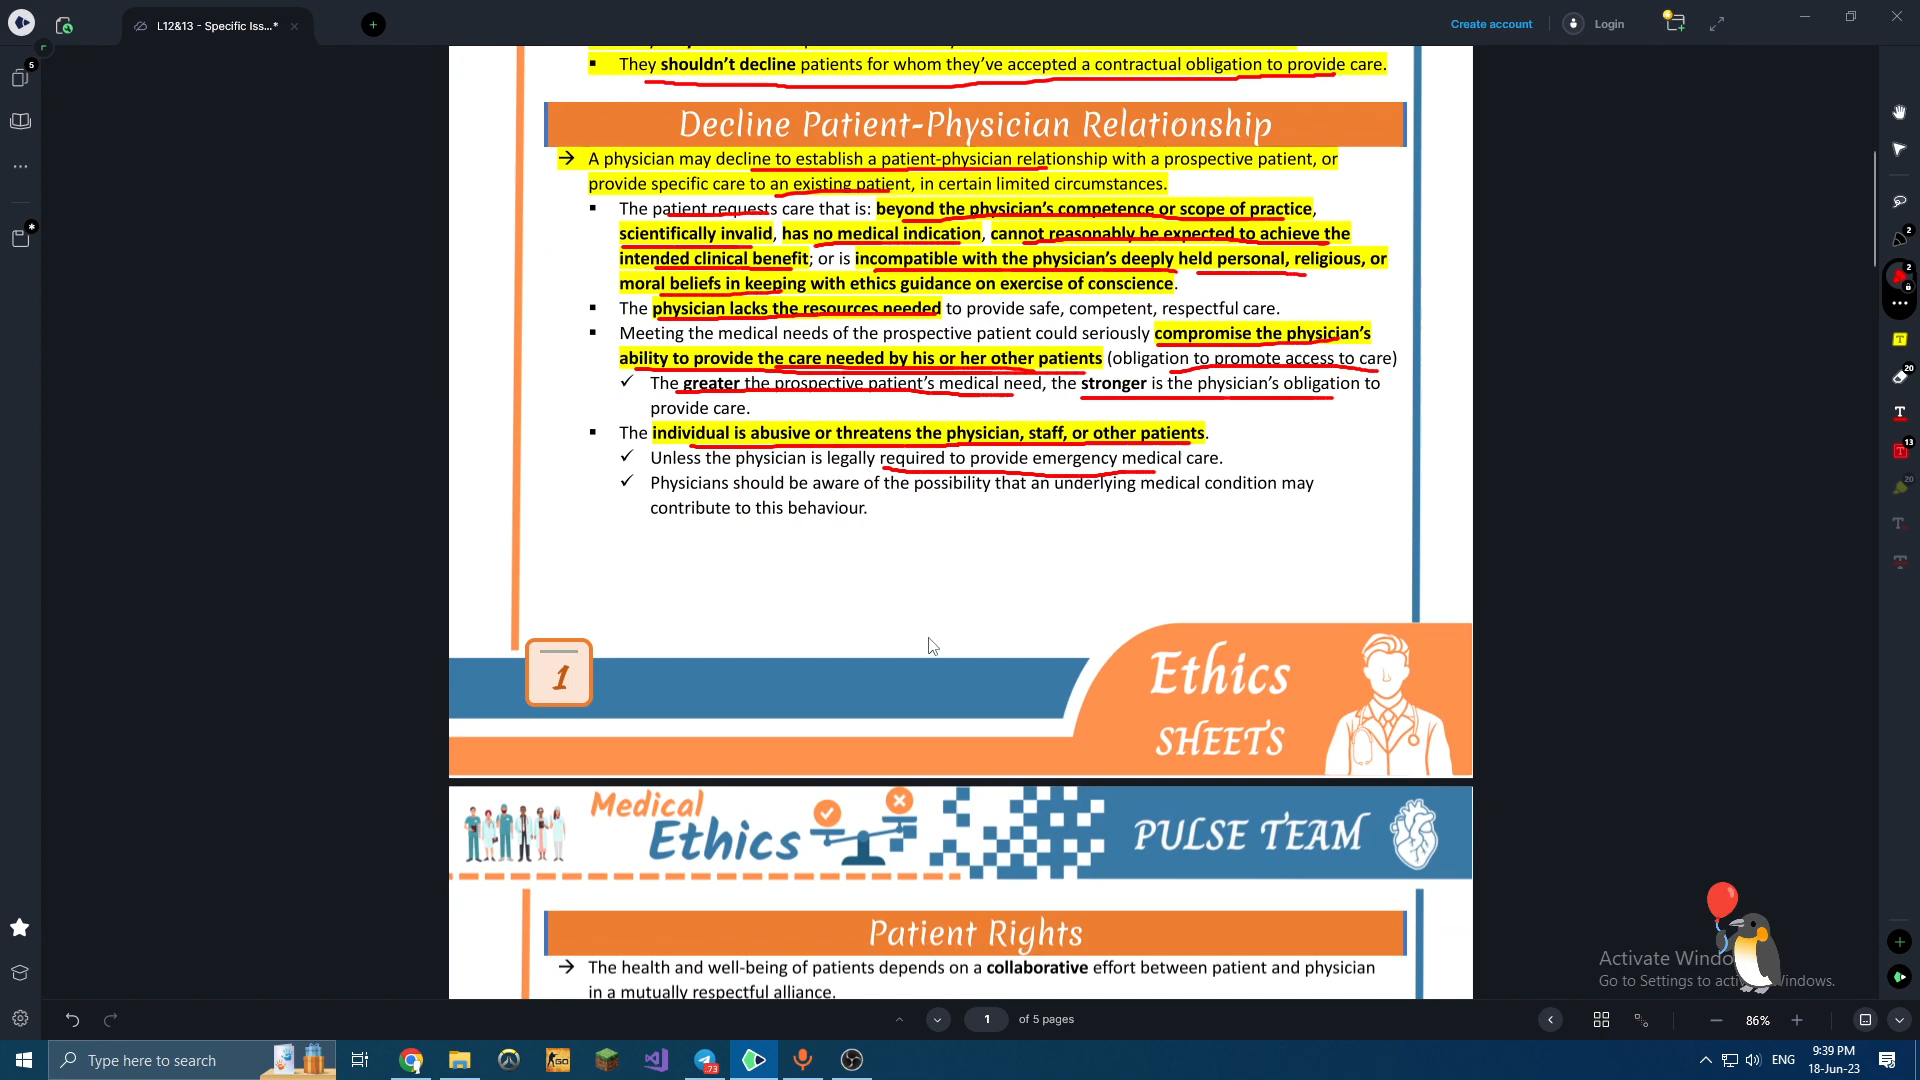 L12&13 - Specific Iss...*
Create account
Login
5
They shouldn't decline patients for whom they've accepted a contractual obligation to provide care.
Decline Patient-Physician Relationship
→ A physician may decline to establish a patient-physician relationship with a prospective patient, or
provide specific care to an existing patient, in certain limited circumstances.
▪ The patient requests care that is: beyond the physician's competence or scope of practice,
scientifically invalid, has no medical indication, cannot reasonably be expected to achieve the
intended clinical benefit; or is incompatible with the physician's deeply held personal, religious, or
moral beliefs in keeping with ethics guidance on exercise of conscience.
▪ The physician lacks the resources needed to provide safe, competent, respectful care.
▪ Meeting the medical needs of the prospective patient could seriously compromise the physician's
ability to provide the care needed by his or her other patients (obligation to promote access to care)
✓ The greater the prospective patient's medical need, the stronger is the physician's obligation to
provide care.
▪ The individual is abusive or threatens the physician, staff, or other patients.
✓ Unless the physician is legally required to provide emergency medical care.
✓ Physicians should be aware of the possibility that an underlying medical condition may
contribute to this behaviour.
1
Ethics
SHEETS
Medical
Ethics
PULSE TEAM
Patient Rights
→ The health and well-being of patients depends on a collaborative effort between patient and physician
in a mutually respectful alliance.
2
2
20
13
20
Activate Windo
Go to Settings to acti
indows.
1
of 5 pages
86%
Type here to search
GO
73
ENG
9:39 PM
18-Jun-23